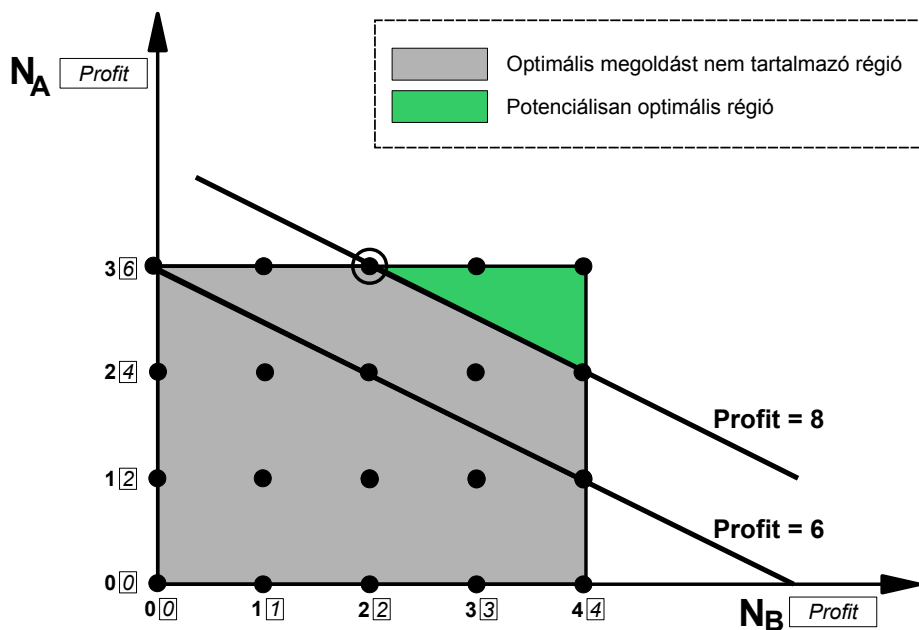 N_A Profit
Optimális megoldást nem tartalmazó régió
Potenciálisan optimális régió
3 6
2 4
Profit = 8
1 2
Profit = 6
0 0
0 0 1 1 2 2 3 3 4 4
N_B Profit